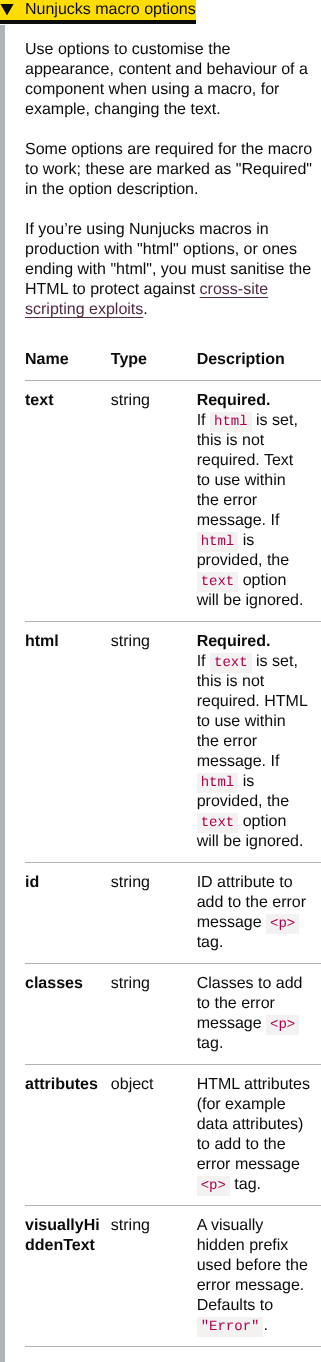 Nunjucks macro options
Use options to customise the
appearance, content and behaviour of a
component when using a macro, for
example, changing the text.
Some options are required for the macro
to work; these are marked as "Required"
in the option description.
If you’re using Nunjucks macros in
production with "html" options, or ones
ending with "html", you must sanitise the
HTML to protect against cross-site
scripting exploits.
Name Type Description
text string Required.
If html is set,
this is not
required. Text
to use within
the error
message. If
html is
provided, the
text option
will be ignored.
html string Required.
If text is set,
this is not
required. HTML
to use within
the error
message. If
html is
provided, the
text option
will be ignored.
id string ID attribute to
add to the error
message <p>
tag.
classes string Classes to add
to the error
message <p>
tag.
attributes object HTML attributes
(for example
data attributes)
to add to the
error message
<p> tag.
visuallyHi string A visually
ddenText hidden prefix
used before the
error message.
Defaults to
"Error".